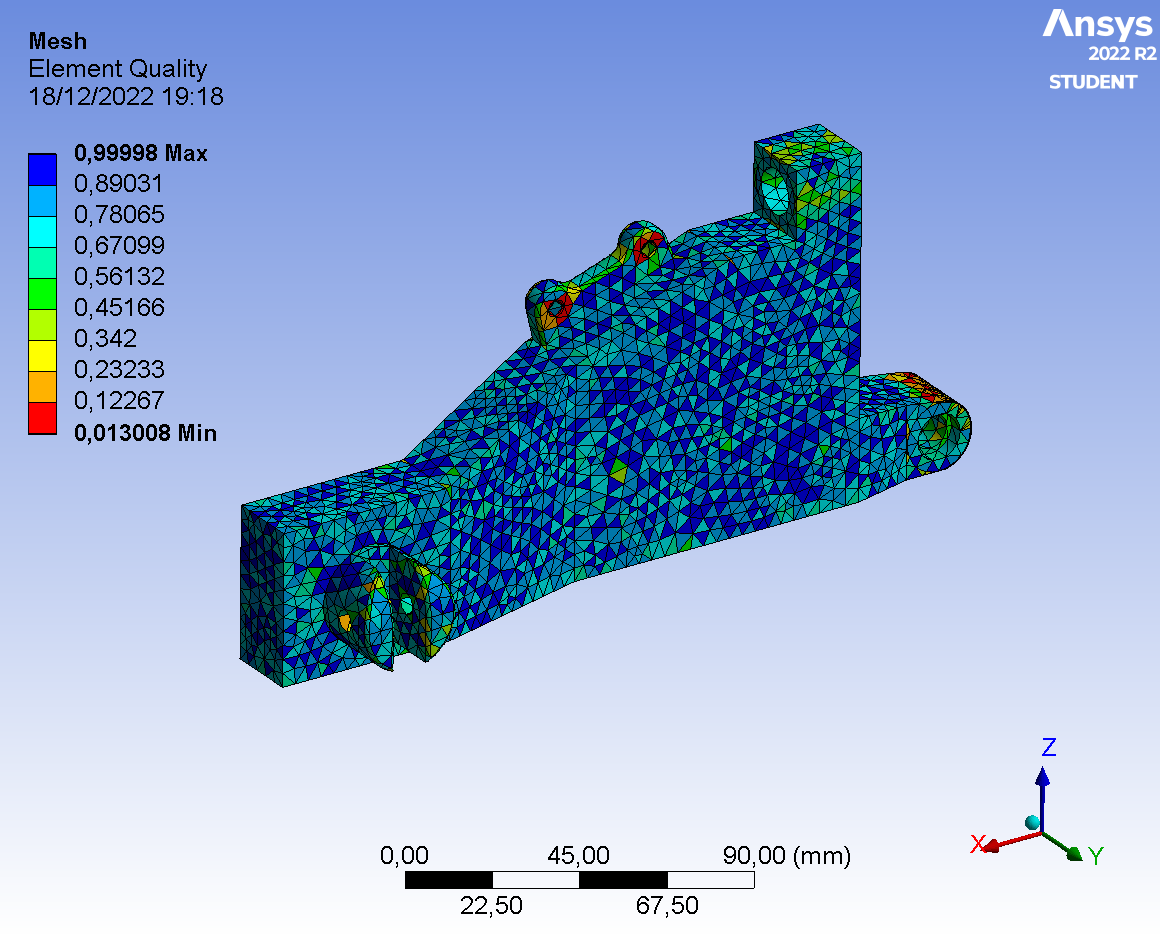 Mesh
Element Quality
18/12/2022 19:18
Ansys
2022 R2
STUDENT
0,99998 Max
0,89031
0,78065
0,67099
0,56132
0,45166
0,342
0,23233
0,12267
0,013008 Min
Z
X
Y
0,00 45,00 90,00 (mm)
22,50 67,50